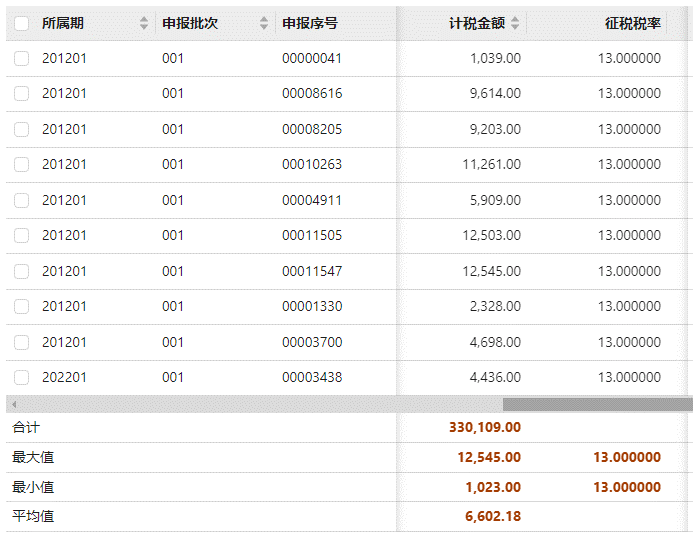 所属期 申报批次 申报序号 计税金额 征税税率
201201 001 00000041 1,039.00 13.000000
201201 001 00008616 9,614.00 13.000000
201201 001 00008205 9,203.00 13.000000
201201 001 00010263 11,261.00 13.000000
201201 001 00004911 5,909.00 13.000000
201201 001 00011505 12,503.00 13.000000
201201 001 00011547 12,545.00 13.000000
201201 001 00001330 2,328.00 13.000000
201201 001 00003700 4,698.00 13.000000
202201 001 00003438 4,436.00 13.000000
合计 330,109.00
最大值 12,545.00 13.000000
最小值 1,023.00 13.000000
平均值 6,602.18